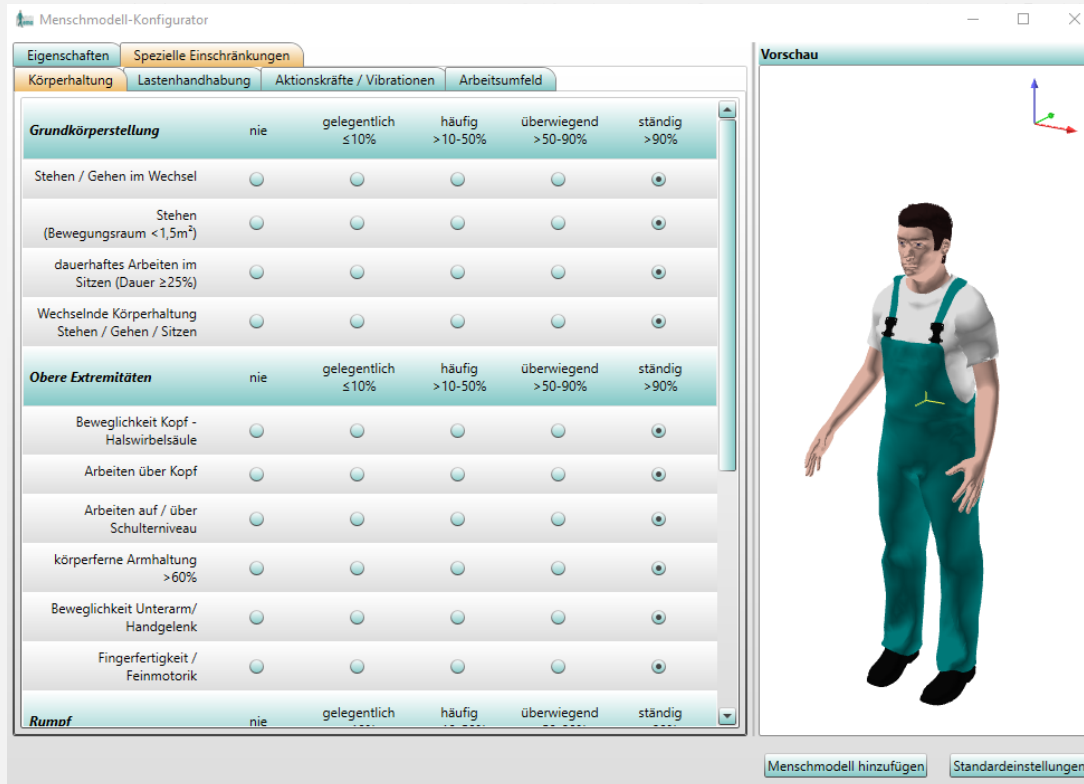 Menschmodell-Konfigurator
Eigenschaften
Spezielle Einschränkungen
Körperhaltung
Lastenhandhabung
Aktionskräfte / Vibrationen
Arbeitsumfeld
Grundkörperstellung nie gelegentlich ≤10% häufig >10-50% überwiegend >50-90% ständig >90%
Stehen / Gehen im Wechsel
Stehen
(Bewegungsraum <1,5m²)
dauerhaftes Arbeiten im
Sitzen (Dauer ≥25%)
Wechselnde Körperhaltung
Stehen / Gehen / Sitzen
Obere Extremitäten nie gelegentlich ≤10% häufig >10-50% überwiegend >50-90% ständig >90%
Beweglichkeit Kopf -
Halswirbelsäule
Arbeiten über Kopf
Arbeiten auf / über
Schulterniveau
körperferne Armhaltung
>60%
Beweglichkeit Unterarm/
Handgelenk
Fingerfertigkeit /
Feinmotorik
Rumpf nie gelegentlich häufig überwiegend ständig
Vorschau
Menschmodell hinzufügen
Standardeinstellungen